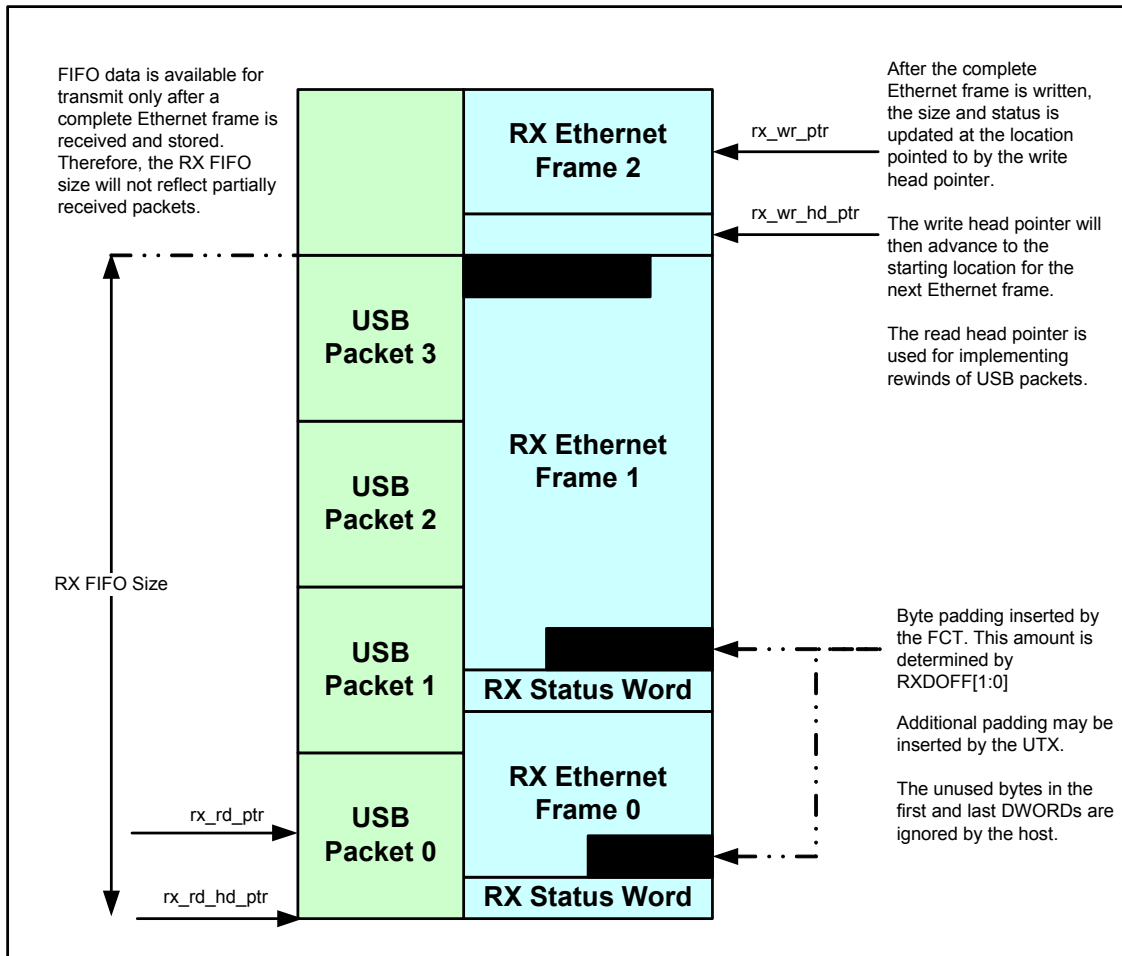 FIFO data is available for
transmit only after a
complete Ethernet frame is
received and stored.
Therefore, the RX FIFO
size will not reflect partially
received packets.
RX FIFO Size
rx_rd_ptr
rx_rd_hd_ptr
USB
Packet 3
USB
Packet 2
USB
Packet 1
USB
Packet 0
RX Ethernet
Frame 2
RX Ethernet
Frame 1
RX Status Word
RX Ethernet
Frame 0
RX Status Word
rx_wr_ptr
rx_wr_hd_ptr
After the complete
Ethernet frame is written,
the size and status is
updated at the location
pointed to by the write
head pointer.
The write head pointer will
then advance to the
starting location for the
next Ethernet frame.
The read head pointer is
used for implementing
rewinds of USB packets.
Byte padding inserted by
the FCT. This amount is
determined by
RXDOFF[1:0]
Additional padding may be
inserted by the UTX.
The unused bytes in the
first and last DWORDs are
ignored by the host.